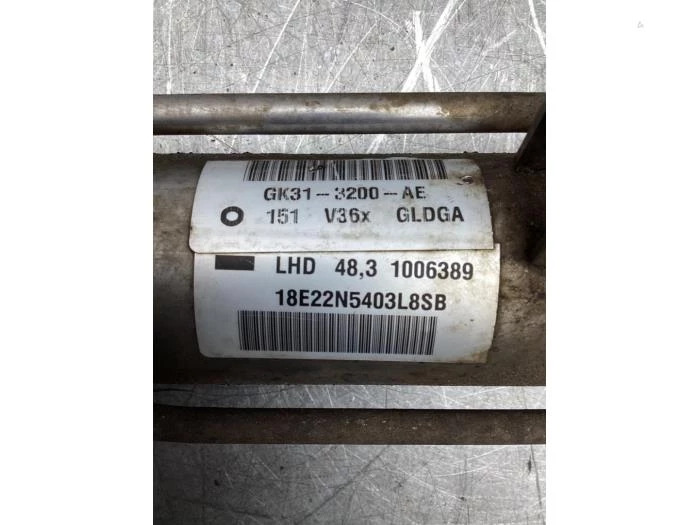 GK31-3200-AE
151 V36x GLDGA
LHD 48,3 1006389
18E22N5403L8SB